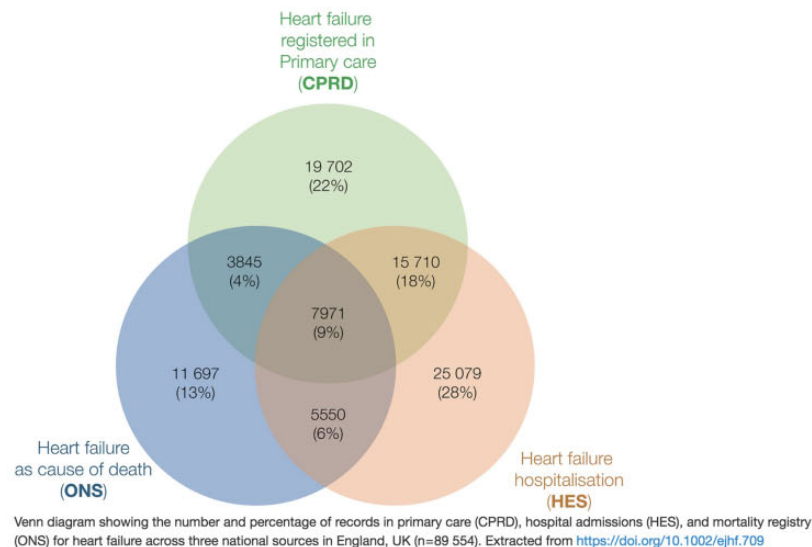 Heart failure
registered in
Primary care
(CPRD)
19 702
(22%)
3845
(4%)
15 710
(18%)
7971
(9%)
11 697
(13%)
25 079
(28%)
5550
(6%)
Heart failure
as cause of death
(ONS)
Heart failure
hospitalisation
(HES)
Venn diagram showing the number and percentage of records in primary care (CPRD), hospital admissions (HES), and mortality registry
(ONS) for heart failure across three national sources in England, UK (n=89 554). Extracted from https://doi.org/10.1002/ejhf.709